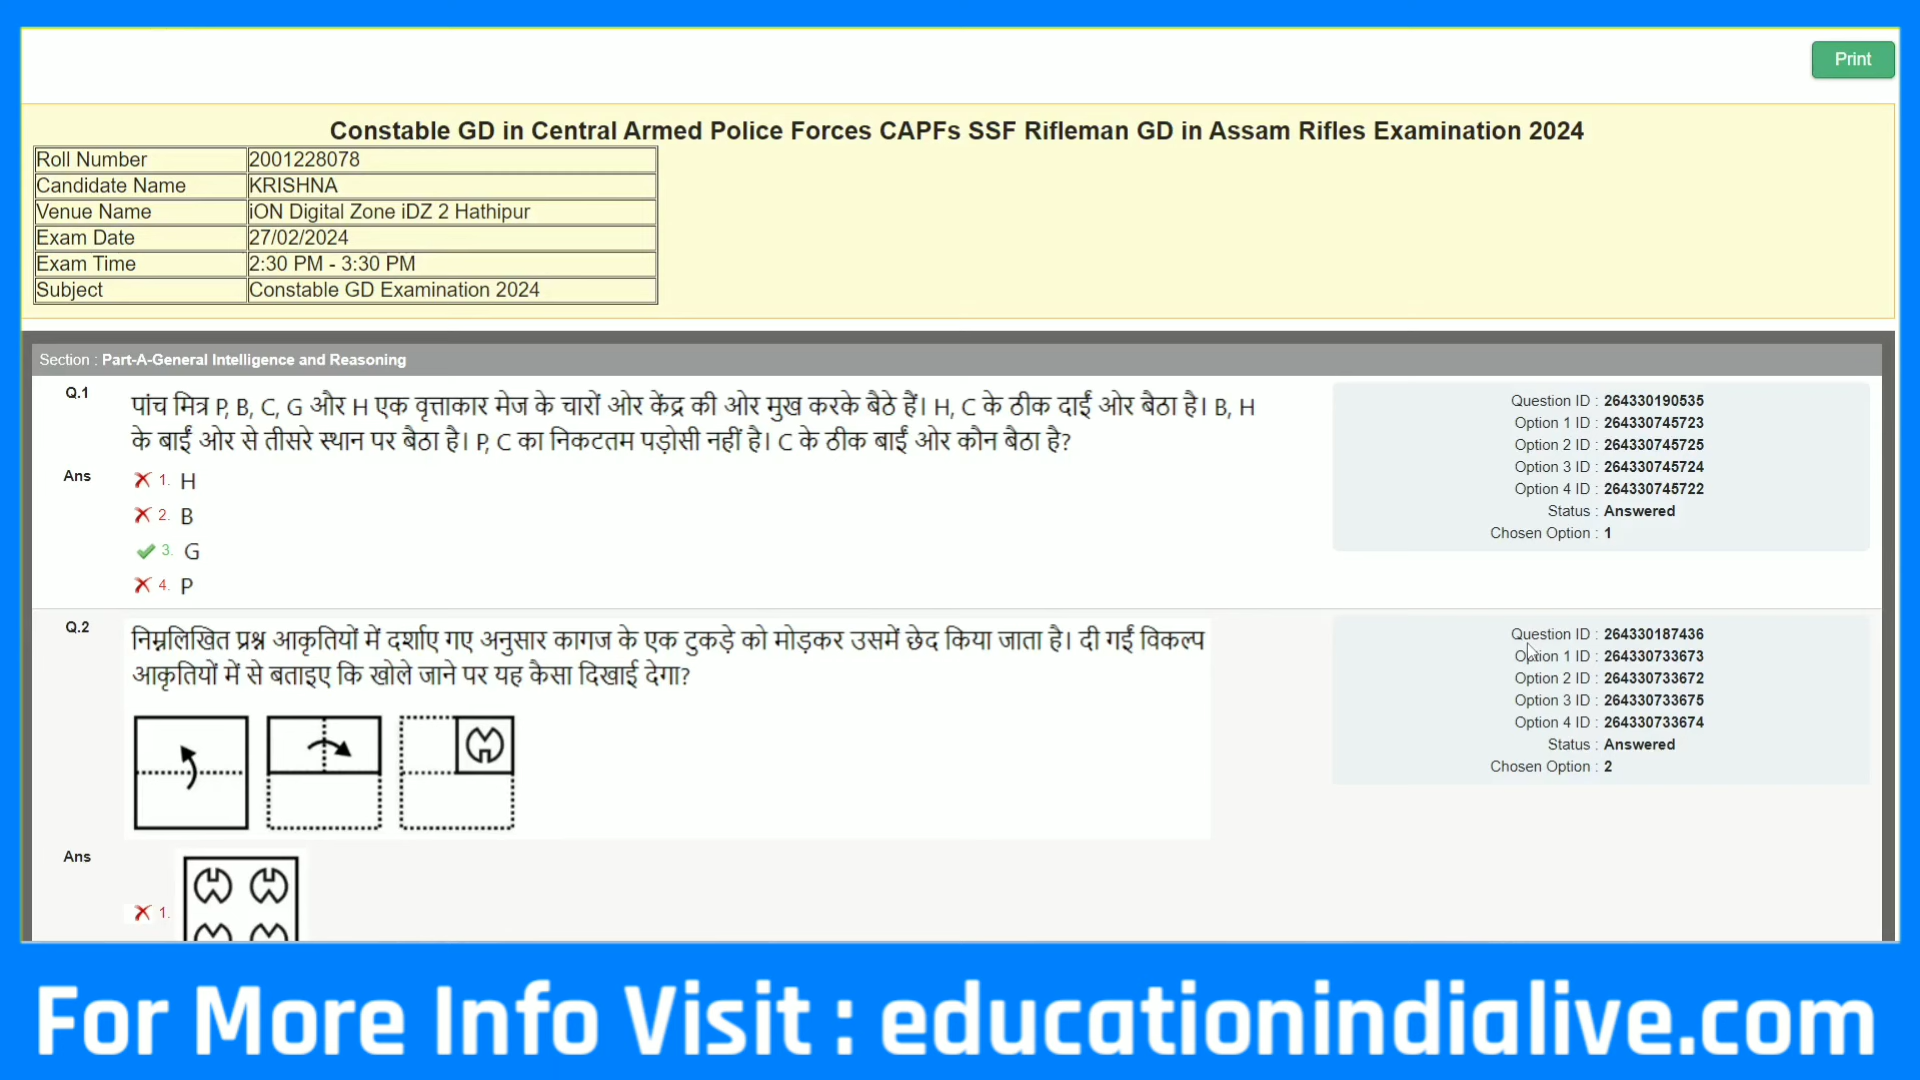 Print
Constable GD in Central Armed Police Forces CAPFs SSF Rifleman GD in Assam Rifles Examination 2024
Roll Number 2001228078
Candidate Name KRISHNA
Venue Name iON Digital Zone iDZ 2 Hathipur
Exam Date 27/02/2024
Exam Time 2:30 PM - 3:30 PM
Subject Constable GD Examination 2024
Section : Part-A-General Intelligence and Reasoning
Q.1 पांच मित्र P, B, C, G और H एक वृत्ताकार मेज के चारों ओर केंद्र की ओर मुख करके बैठे हैं। H, C के ठीक दाईं ओर बैठा है। B, H
के बाईं ओर से तीसरे स्थान पर बैठा है। P, C का निकटतम पड़ोसी नहीं है। C के ठीक बाईं ओर कौन बैठा है?
Ans 1. H
2. B
3. G
4. P
Question ID : 264330190535
Option 1 ID : 264330745723
Option 2 ID : 264330745725
Option 3 ID : 264330745724
Option 4 ID : 264330745722
Status : Answered
Chosen Option : 1
Q.2 निम्नलिखित प्रश्न आकृतियों में दर्शाए गए अनुसार कागज के एक टुकड़े को मोड़कर उसमें छेद किया जाता है। दी गईं विकल्प
आकृतियों में से बताइए कि खोले जाने पर यह कैसा दिखाई देगा?
Ans
1.
Question ID : 264330187436
Option 1 ID : 264330733673
Option 2 ID : 264330733672
Option 3 ID : 264330733675
Option 4 ID : 264330733674
Status : Answered
Chosen Option : 2
For More Info Visit : educationindialive.com